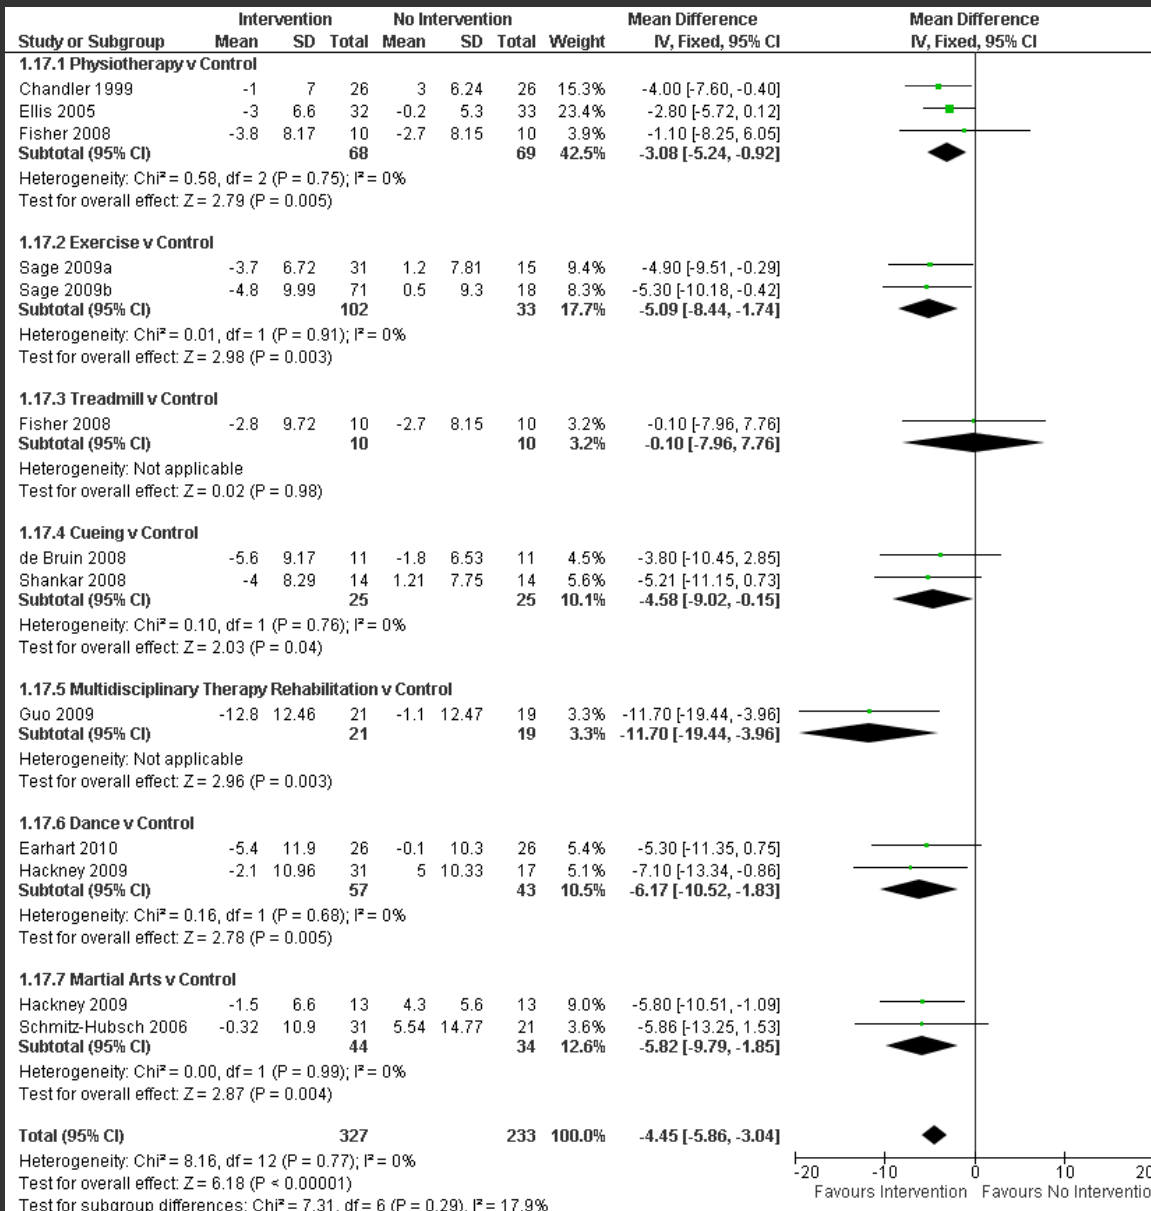 Intervention No Intervention Mean Difference Mean Difference
Study or Subgroup Mean SD Total Mean SD Total Weight IV, Fixed, 95% CI IV, Fixed, 95% CI
1.17.1 Physiotherapy v Control
Chandler 1999 -1 7 26 3 6.24 26 15.3% -4.00 [-7.60, -0.40]
Ellis 2005 -3 6.6 32 -0.2 5.3 33 23.4% -2.80 [-5.72, 0.12]
Fisher 2008 -3.8 8.17 10 -2.7 8.15 10 3.9% -1.10 [-8.25, 6.05]
Subtotal (95% CI) 68 69 42.5% -3.08 [-5.24, -0.92]
Heterogeneity: Chi² = 0.58, df = 2 (P = 0.75); I² = 0%
Test for overall effect: Z = 2.79 (P = 0.005)
1.17.2 Exercise v Control
Sage 2009a -3.7 6.72 31 1.2 7.81 15 9.4% -4.90 [-9.51, -0.29]
Sage 2009b -4.8 9.99 71 0.5 9.3 18 8.3% -5.30 [-10.18, -0.42]
Subtotal (95% CI) 102 33 17.7% -5.09 [-8.44, -1.74]
Heterogeneity: Chi² = 0.01, df = 1 (P = 0.91); I² = 0%
Test for overall effect: Z = 2.98 (P = 0.003)
1.17.3 Treadmill v Control
Fisher 2008 -2.8 9.72 10 -2.7 8.15 10 3.2% -0.10 [-7.96, 7.76]
Subtotal (95% CI) 10 10 3.2% -0.10 [-7.96, 7.76]
Heterogeneity: Not applicable
Test for overall effect: Z = 0.02 (P = 0.98)
1.17.4 Cueing v Control
de Bruin 2008 -5.6 9.17 11 -1.8 6.53 11 4.5% -3.80 [-10.45, 2.85]
Shankar 2008 -4 8.29 14 1.21 7.75 14 5.6% -5.21 [-11.15, 0.73]
Subtotal (95% CI) 25 25 10.1% -4.58 [-9.02, -0.15]
Heterogeneity: Chi² = 0.10, df = 1 (P = 0.76); I² = 0%
Test for overall effect: Z = 2.03 (P = 0.04)
1.17.5 Multidisciplinary Therapy Rehabilitation v Control
Guo 2009 -12.8 12.46 21 -1.1 12.47 19 3.3% -11.70 [-19.44, -3.96]
Subtotal (95% CI) 21 19 3.3% -11.70 [-19.44, -3.96]
Heterogeneity: Not applicable
Test for overall effect: Z = 2.96 (P = 0.003)
1.17.6 Dance v Control
Earhart 2010 -5.4 11.9 26 -0.1 10.3 26 5.4% -5.30 [-11.35, 0.75]
Hackney 2009 -2.1 10.96 31 5 10.33 17 5.1% -7.10 [-13.34, -0.86]
Subtotal (95% CI) 57 43 10.5% -6.17 [-10.52, -1.83]
Heterogeneity: Chi² = 0.16, df = 1 (P = 0.68); I² = 0%
Test for overall effect: Z = 2.78 (P = 0.005)
1.17.7 Martial Arts v Control
Hackney 2009 -1.5 6.6 13 4.3 5.6 13 9.0% -5.80 [-10.51, -1.09]
Schmitz-Hubsch 2006 -0.32 10.9 31 5.54 14.77 21 3.6% -5.86 [-13.25, 1.53]
Subtotal (95% CI) 44 34 12.6% -5.82 [-9.79, -1.85]
Heterogeneity: Chi² = 0.00, df = 1 (P = 0.99); I² = 0%
Test for overall effect: Z = 2.87 (P = 0.004)
Total (95% CI) 327 233 100.0% -4.45 [-5.86, -3.04]
Heterogeneity: Chi² = 8.16, df = 12 (P = 0.77); I² = 0%
Test for overall effect: Z = 6.18 (P < 0.00001)
Test for subgroup differences: Chi² = 7.31, df = 6 (P = 0.29), I² = 17.9%
-20 -10 0 10 20
Favours Intervention Favours No Interventio